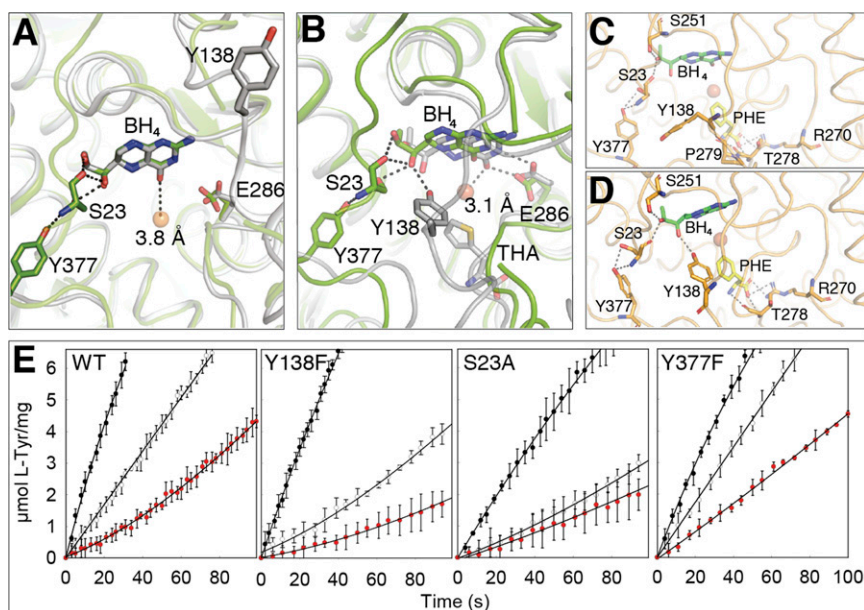 A
Y138
BH4
E286
S23
3.8 Å
Y377
B
BH4
S23
3.1 Å
E286
Y138
Y377
THA
C
S251
S23
BH4
Y138
PHE
Y377
P279
T278
R270
D
S251
S23
BH4
PHE
Y377
Y138
R270
T278
E
WT
Y138F
S23A
Y377F
μmol L-Tyr/mg
6
5
4
3
2
1
0
0 20 40 60 80 0 20 40 60 80 0 20 40 60 80 0 20 40 60 80 100
Time (s)